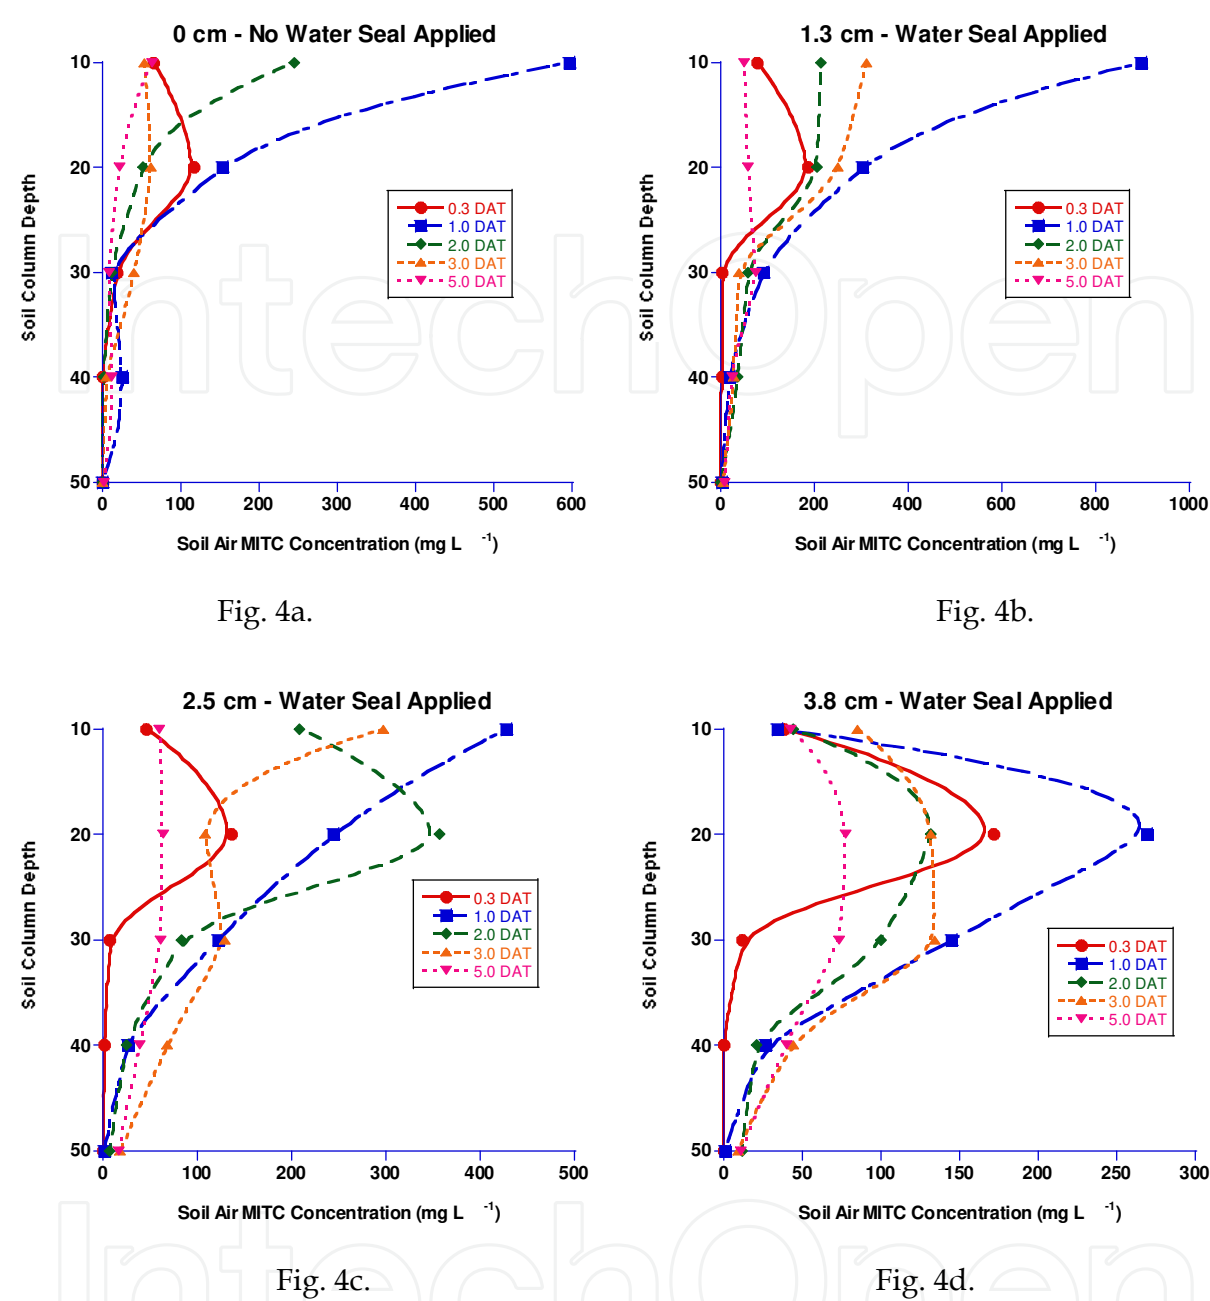 0 cm - No Water Seal Applied
10
20
30
40
50
0 100 200 300 400 500 600
Soil Column Depth
Soil Air MITC Concentration (mg L -1)
0.3 DAT
1.0 DAT
2.0 DAT
3.0 DAT
5.0 DAT
Fig. 4a.
1.3 cm - Water Seal Applied
10
20
30
40
50
0 200 400 600 800 1000
Soil Column Depth
Soil Air MITC Concentration (mg L -1)
0.3 DAT
1.0 DAT
2.0 DAT
3.0 DAT
5.0 DAT
Fig. 4b.
2.5 cm - Water Seal Applied
10
20
30
40
50
0 100 200 300 400 500
Soil Column Depth
Soil Air MITC Concentration (mg L -1)
0.3 DAT
1.0 DAT
2.0 DAT
3.0 DAT
5.0 DAT
Fig. 4c.
3.8 cm - Water Seal Applied
10
20
30
40
50
0 50 100 150 200 250 300
Soil Column Depth
Soil Air MITC Concentration (mg L -1)
0.3 DAT
1.0 DAT
2.0 DAT
3.0 DAT
5.0 DAT
Fig. 4d.
IntechOpen
IntechOpen